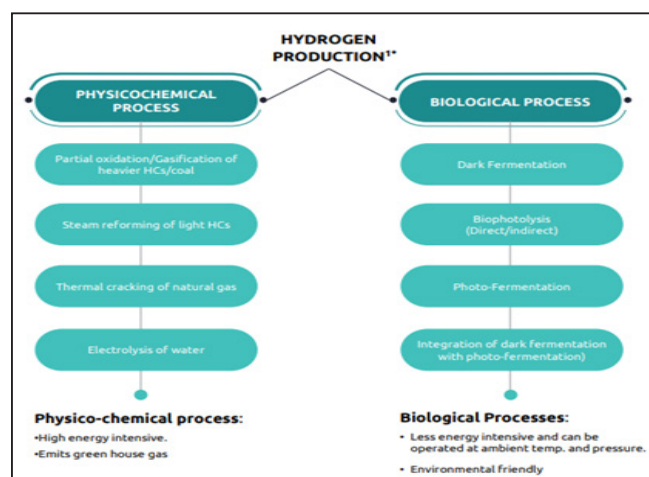 HYDROGEN
PRODUCTION¹*
PHYSICOCHEMICAL
PROCESS
Partial oxidation/Gasification of
heavier HCs/coal
Steam reforming of light HCs
Thermal cracking of natural gas
Electrolysis of water
Physico-chemical process:
•High energy intensive.
•Emits green house gas
BIOLOGICAL PROCESS
Dark Fermentation
Biophotolysis
(Direct/indirect)
Photo-Fermentation
Integration of dark fermentation
with photo-fermentation)
Biological Processes:
• Less energy intensive and can be
operated at ambient temp. and pressure.
• Environmental friendly